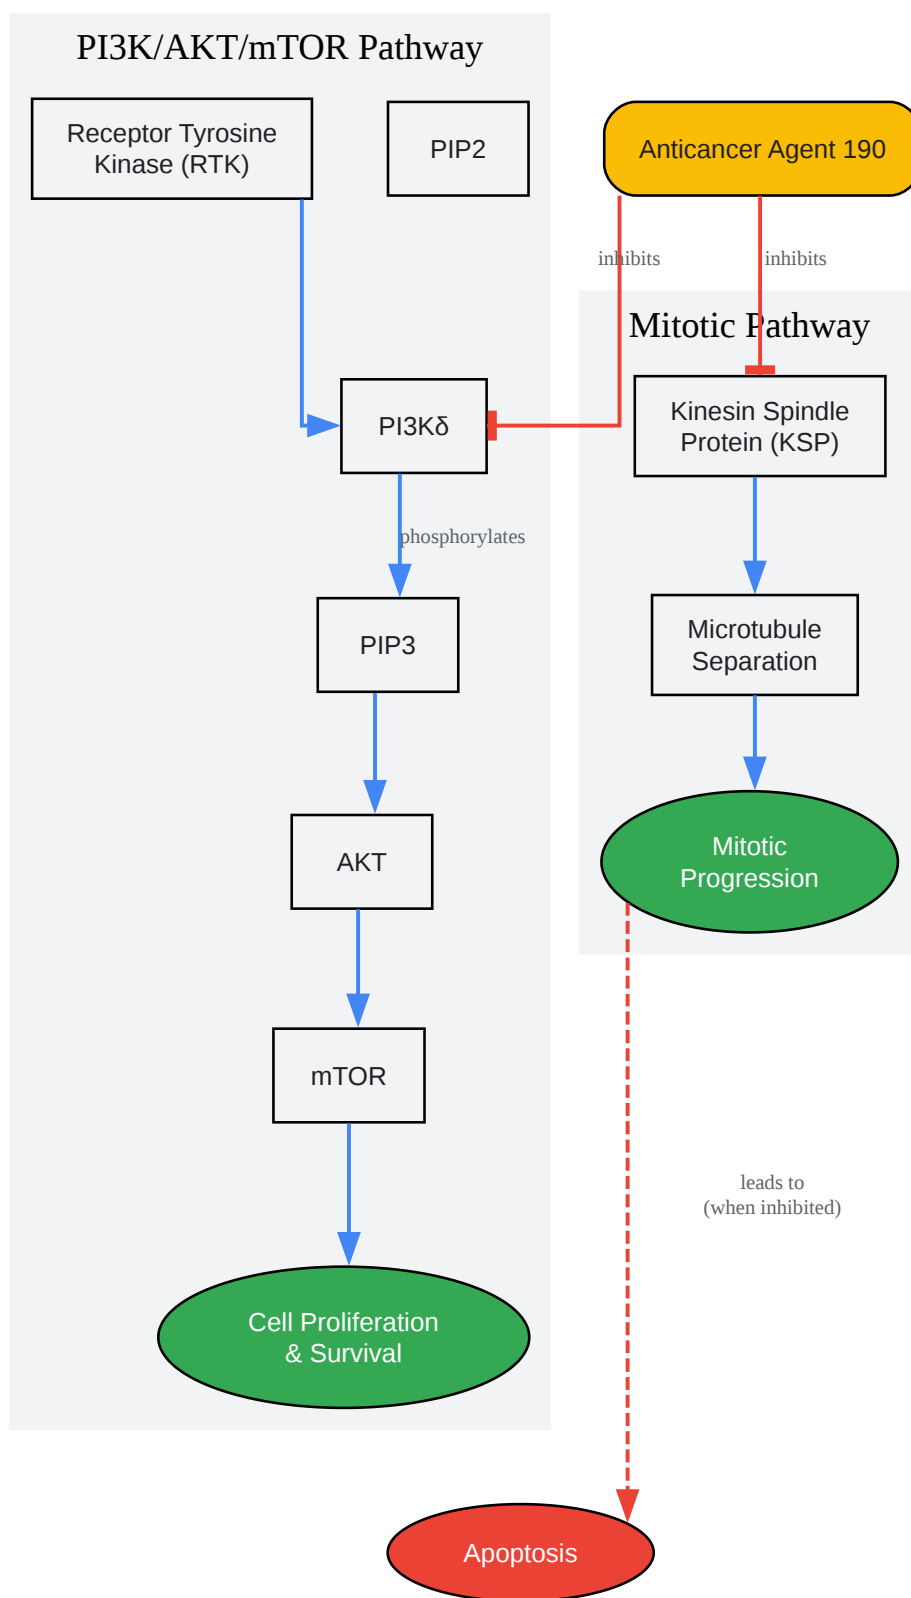 PI3K/AKT/mTOR Pathway
Receptor Tyrosine
Kinase (RTK)
PIP2
Anticancer Agent 190
inhibits
inhibits
Mitotic Pathway
PI3Kδ
Kinesin Spindle
Protein (KSP)
phosphorylates
PIP3
Microtubule
Separation
AKT
Mitotic
Progression
mTOR
leads to
(when inhibited)
Cell Proliferation
& Survival
Apoptosis